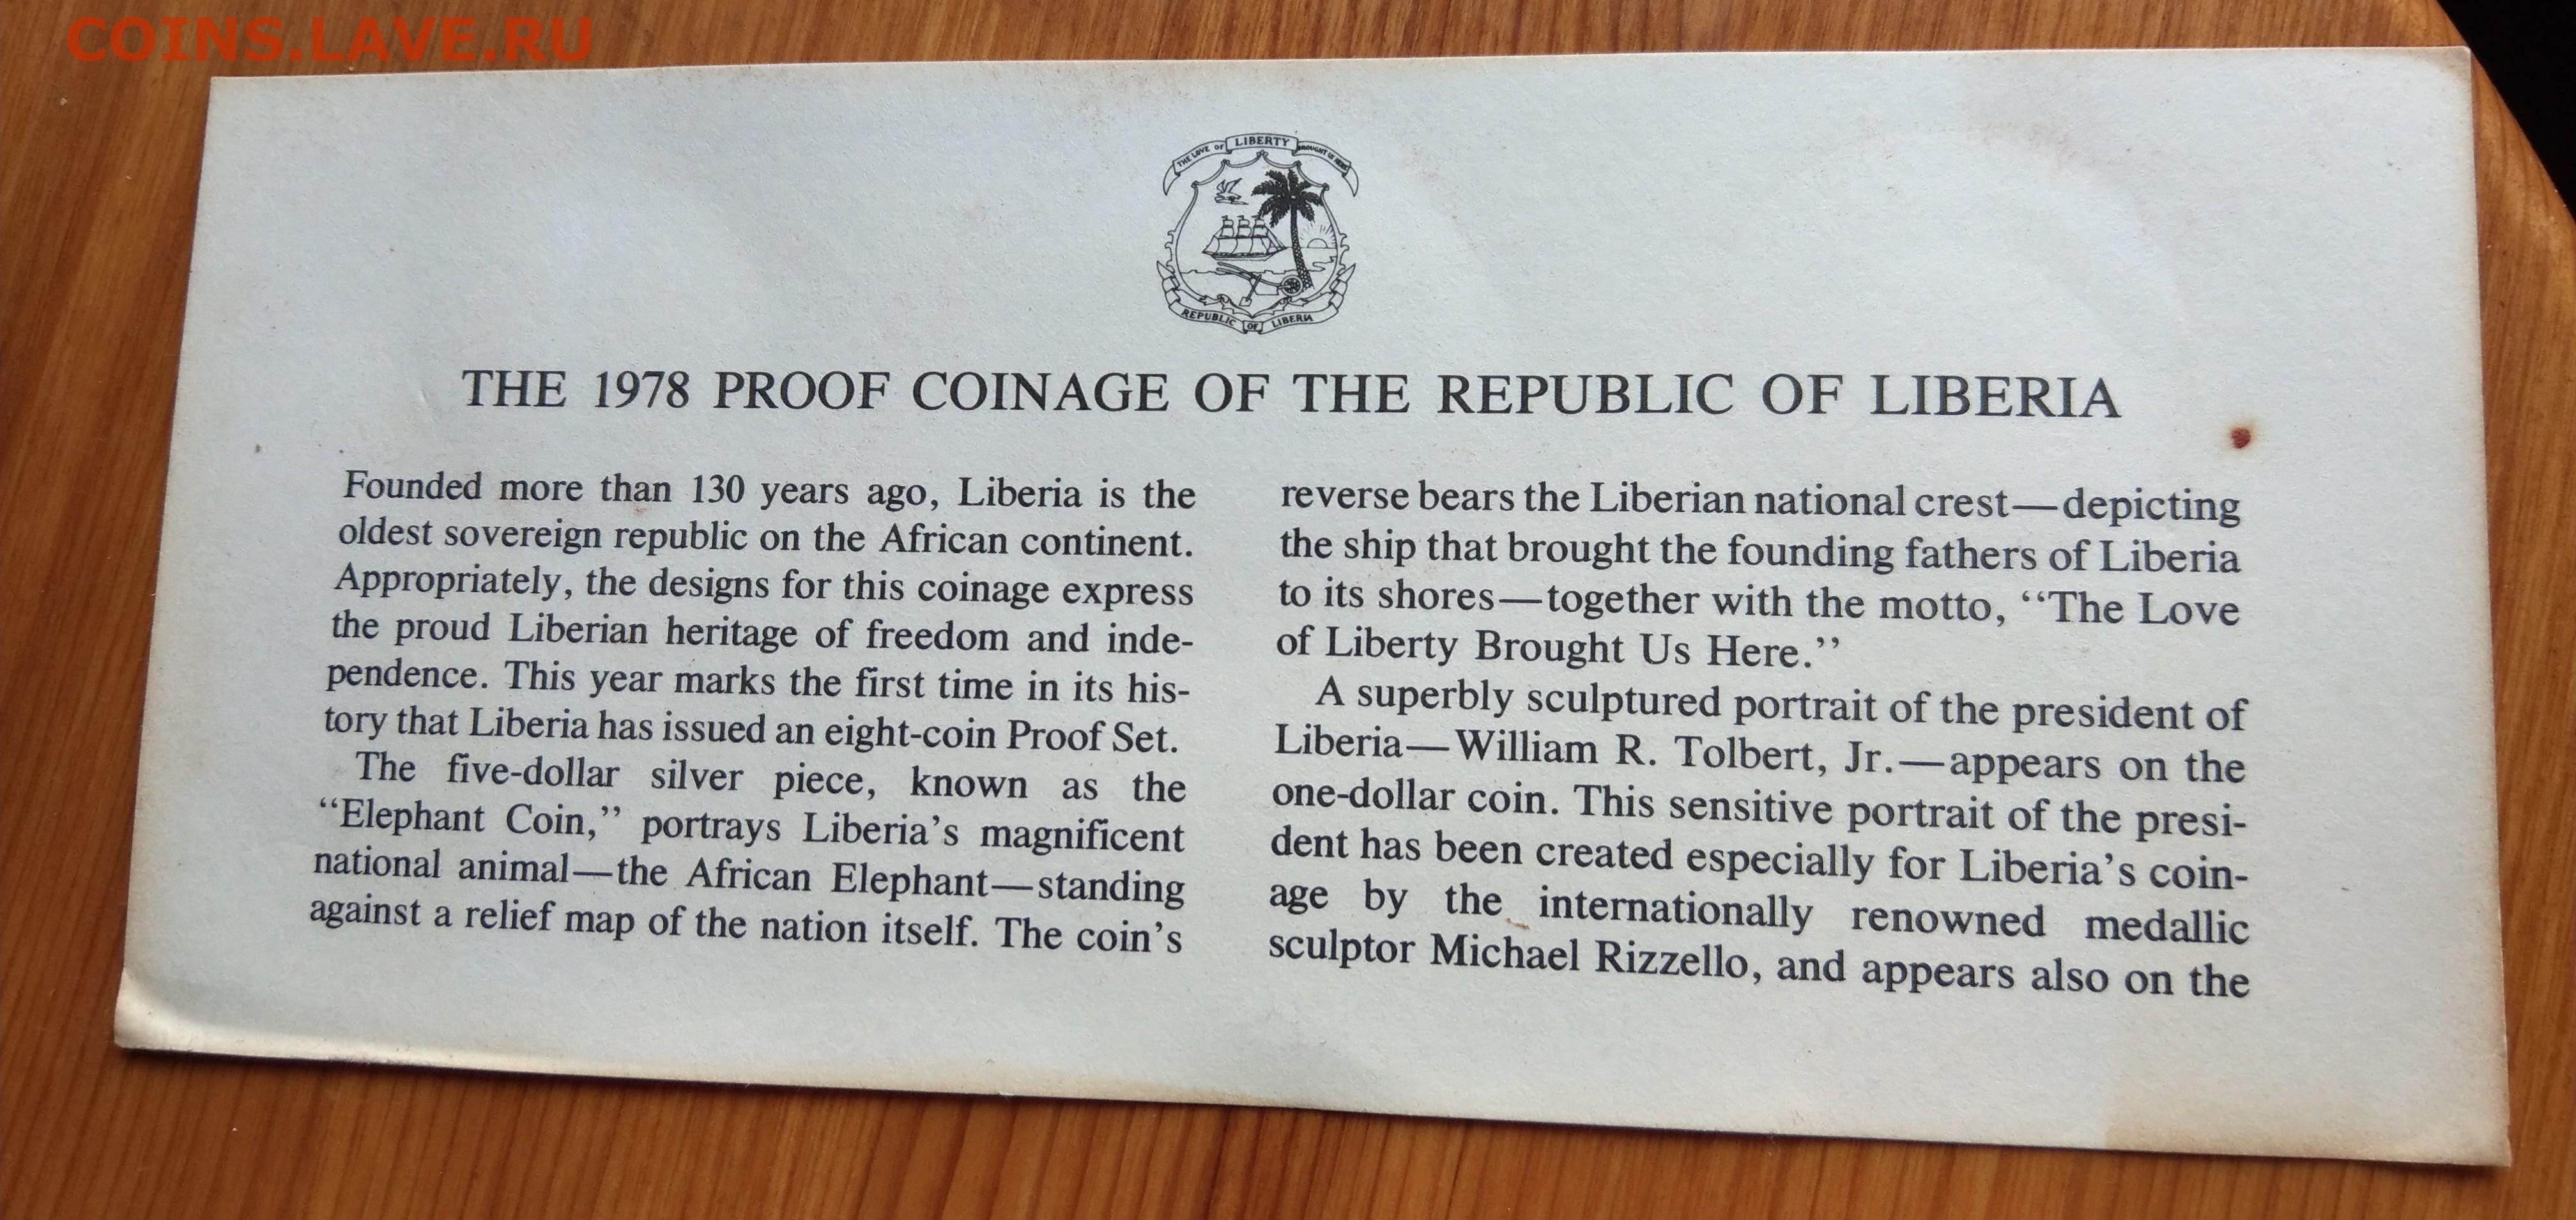 COINS.LAVE.RU
THE LOVE OF LIBERTY BROUGHT US HERE
REPUBLIC OF LIBERIA
THE 1978 PROOF COINAGE OF THE REPUBLIC OF LIBERIA
Founded more than 130 years ago, Liberia is the
oldest sovereign republic on the African continent.
Appropriately, the designs for this coinage express
the proud Liberian heritage of freedom and inde-
pendence. This year marks the first time in its his-
tory that Liberia has issued an eight-coin Proof Set.
The five-dollar silver piece, known as the
“Elephant Coin,” portrays Liberia’s magnificent
national animal—the African Elephant—standing
against a relief map of the nation itself. The coin’s
reverse bears the Liberian national crest—depicting
the ship that brought the founding fathers of Liberia
to its shores—together with the motto, “The Love
of Liberty Brought Us Here.”
A superbly sculptured portrait of the president of
Liberia—William R. Tolbert, Jr.—appears on the
one-dollar coin. This sensitive portrait of the presi-
dent has been created especially for Liberia’s coin-
age by the internationally renowned medallic
sculptor Michael Rizzello, and appears also on the